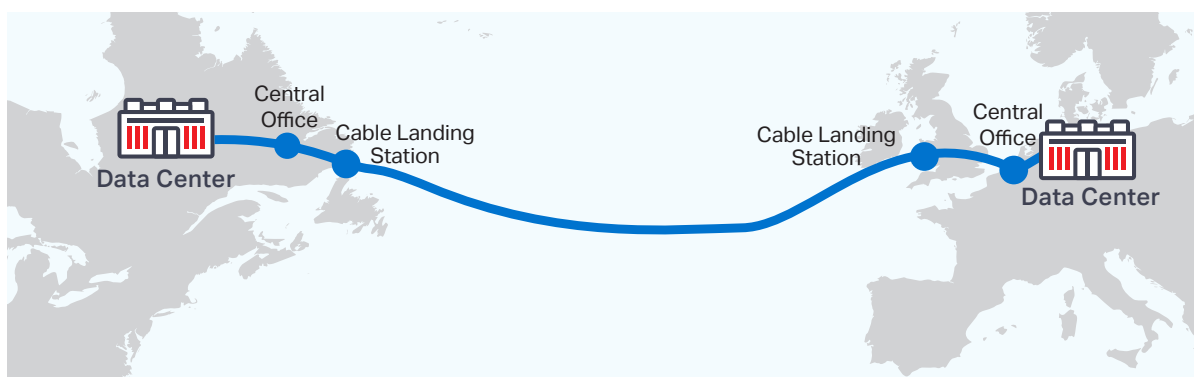 Central
Office
Cable Landing
Station
Data Center
Cable Landing
Station
Central
Office
Data Center